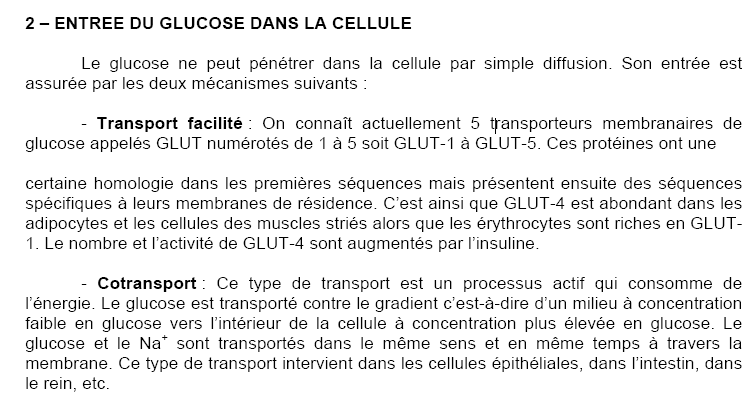 2 – ENTREE DU GLUCOSE DANS LA CELLULE
Le glucose ne peut pénétrer dans la cellule par simple diffusion. Son entrée est
assurée par les deux mécanismes suivants :
- Transport facilité : On connaît actuellement 5 transporteurs membranaires de
glucose appelés GLUT numérotés de 1 à 5 soit GLUT-1 à GLUT-5. Ces protéines ont une
certaine homologie dans les premières séquences mais présentent ensuite des séquences
spécifiques à leurs membranes de résidence. C'est ainsi que GLUT-4 est abondant dans les
adipocytes et les cellules des muscles striés alors que les érythrocytes sont riches en GLUT-
1. Le nombre et l'activité de GLUT-4 sont augmentés par l'insuline.
- Cotransport : Ce type de transport est un processus actif qui consomme de
l'énergie. Le glucose est transporté contre le gradient c'est-à-dire d'un milieu à concentration
faible en glucose vers l'intérieur de la cellule à concentration plus élevée en glucose. Le
glucose et le Na⁺ sont transportés dans le même sens et en même temps à travers la
membrane. Ce type de transport intervient dans les cellules épithéliales, dans l'intestin, dans
le rein, etc.